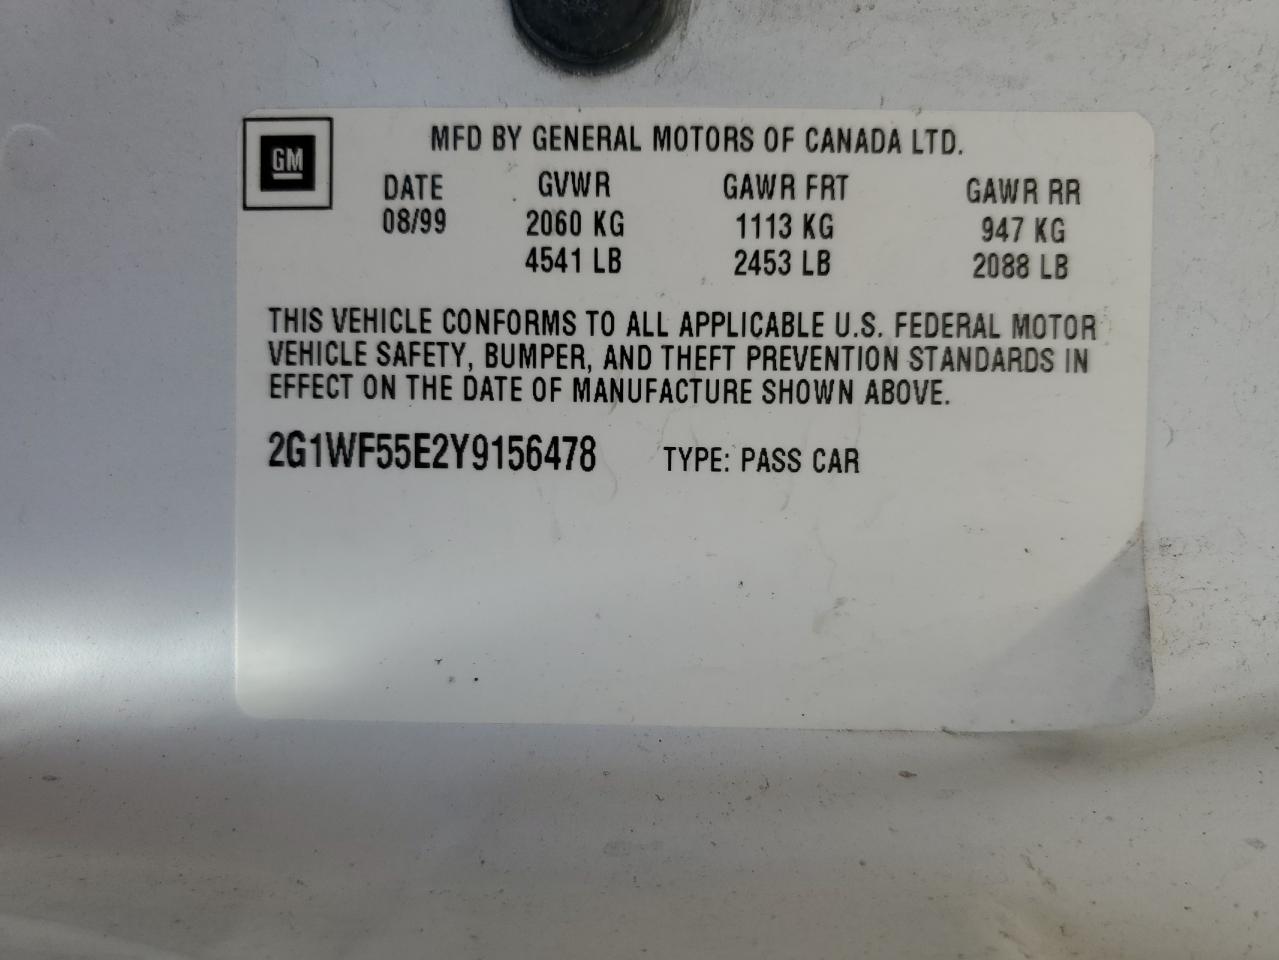 MFD BY GENERAL MOTORS OF CANADA LTD.
GM
DATE GVWR GAWR FRT GAWR RR
08/99 2060 KG 1113 KG 947 KG
4541 LB 2453 LB 2088 LB
THIS VEHICLE CONFORMS TO ALL APPLICABLE U.S. FEDERAL MOTOR
VEHICLE SAFETY, BUMPER, AND THEFT PREVENTION STANDARDS IN
EFFECT ON THE DATE OF MANUFACTURE SHOWN ABOVE.
2G1WF55E2Y9156478 TYPE: PASS CAR